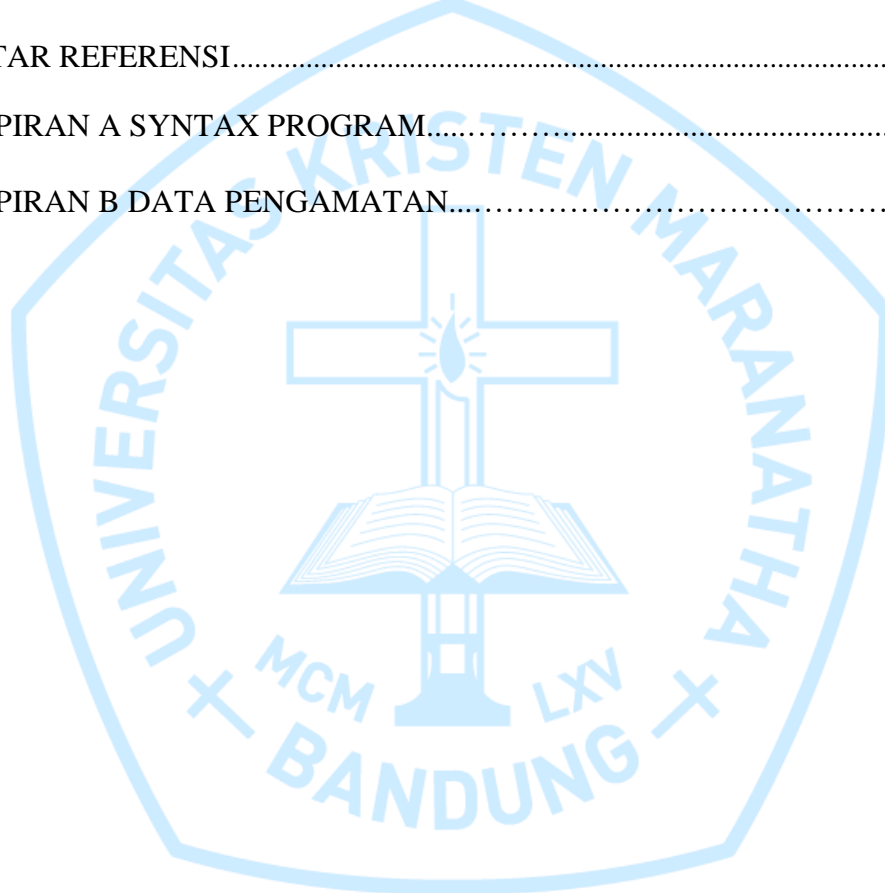 TAR REFERENSI................................................................................................
PIRAN A SYNTAX PROGRAM.....………...............................................
PIRAN B DATA PENGAMATAN...………………………………………
UNIVERSITAS KRISTEN MARANATHA
MCM LXV
BANDUNG